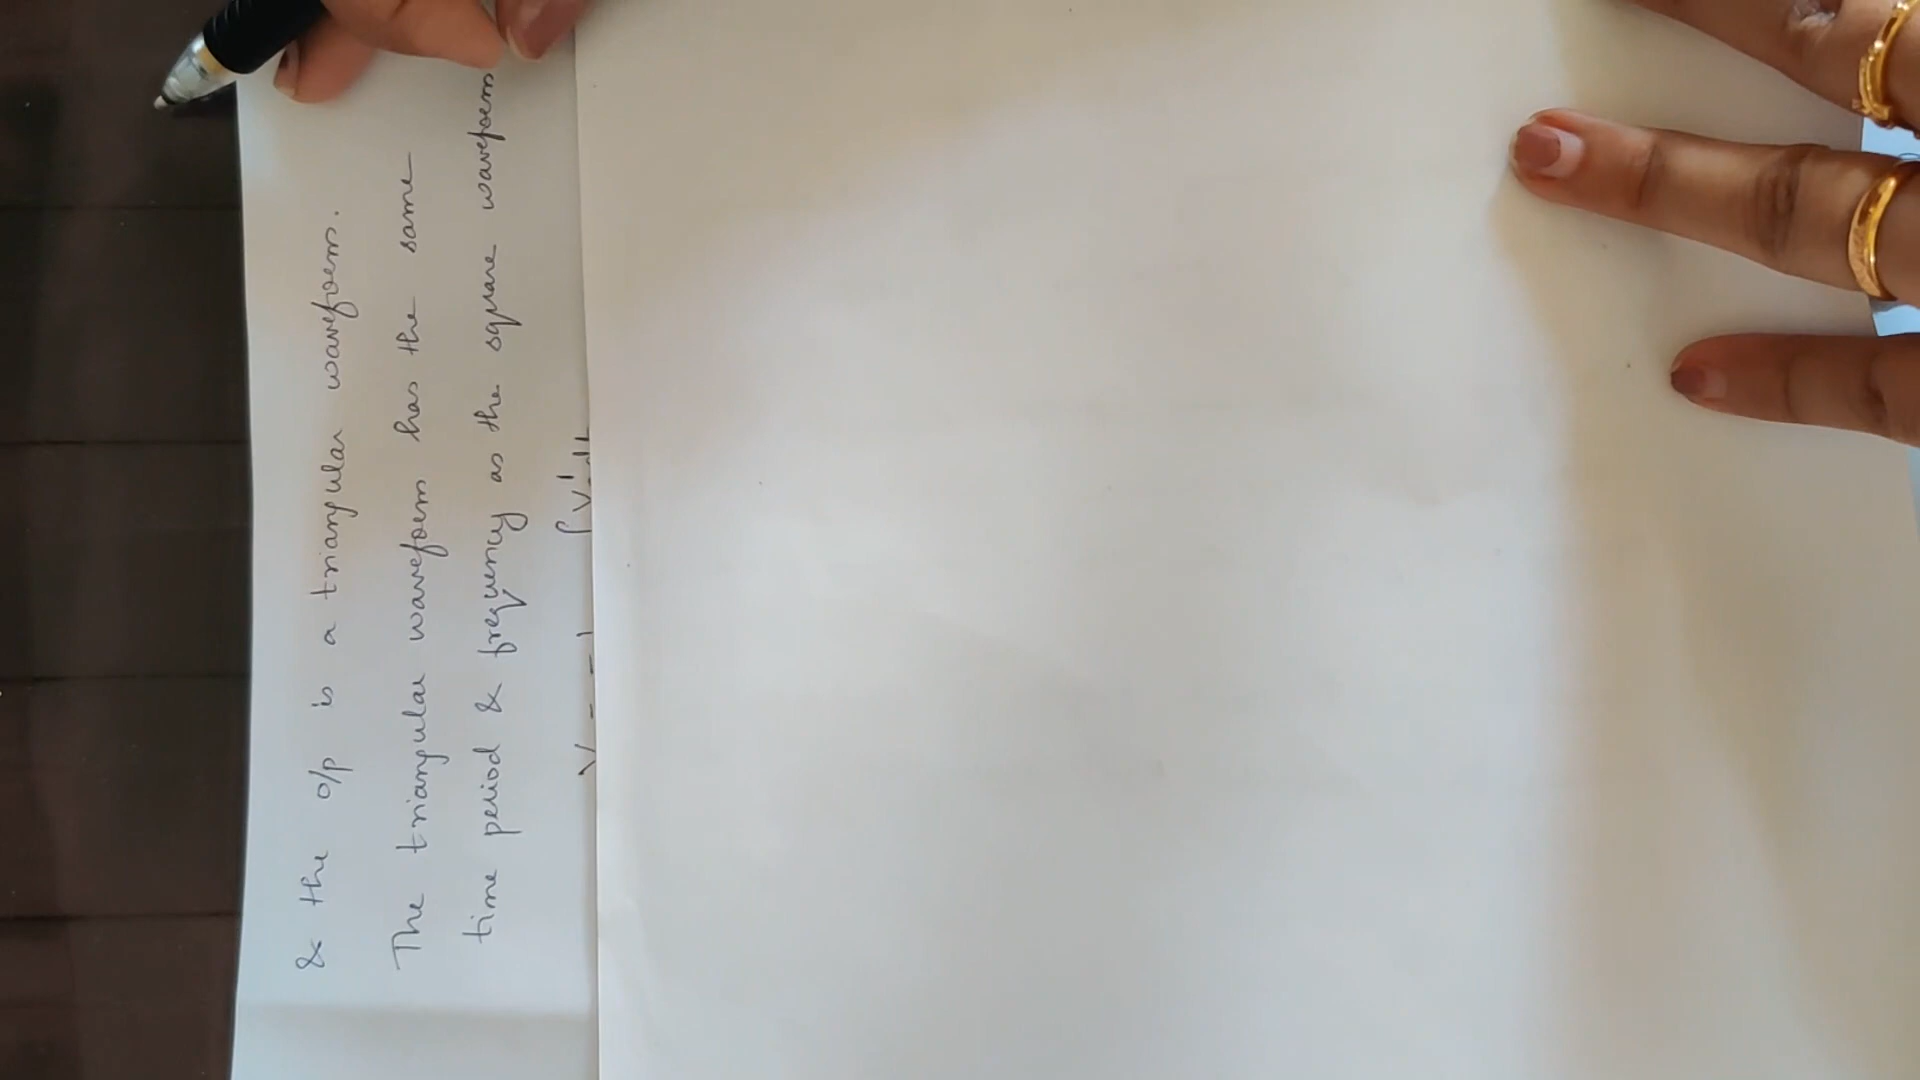 & the o/p is a triangular waveform.
The triangular waveform has the same
time period & frequency as the square waveform